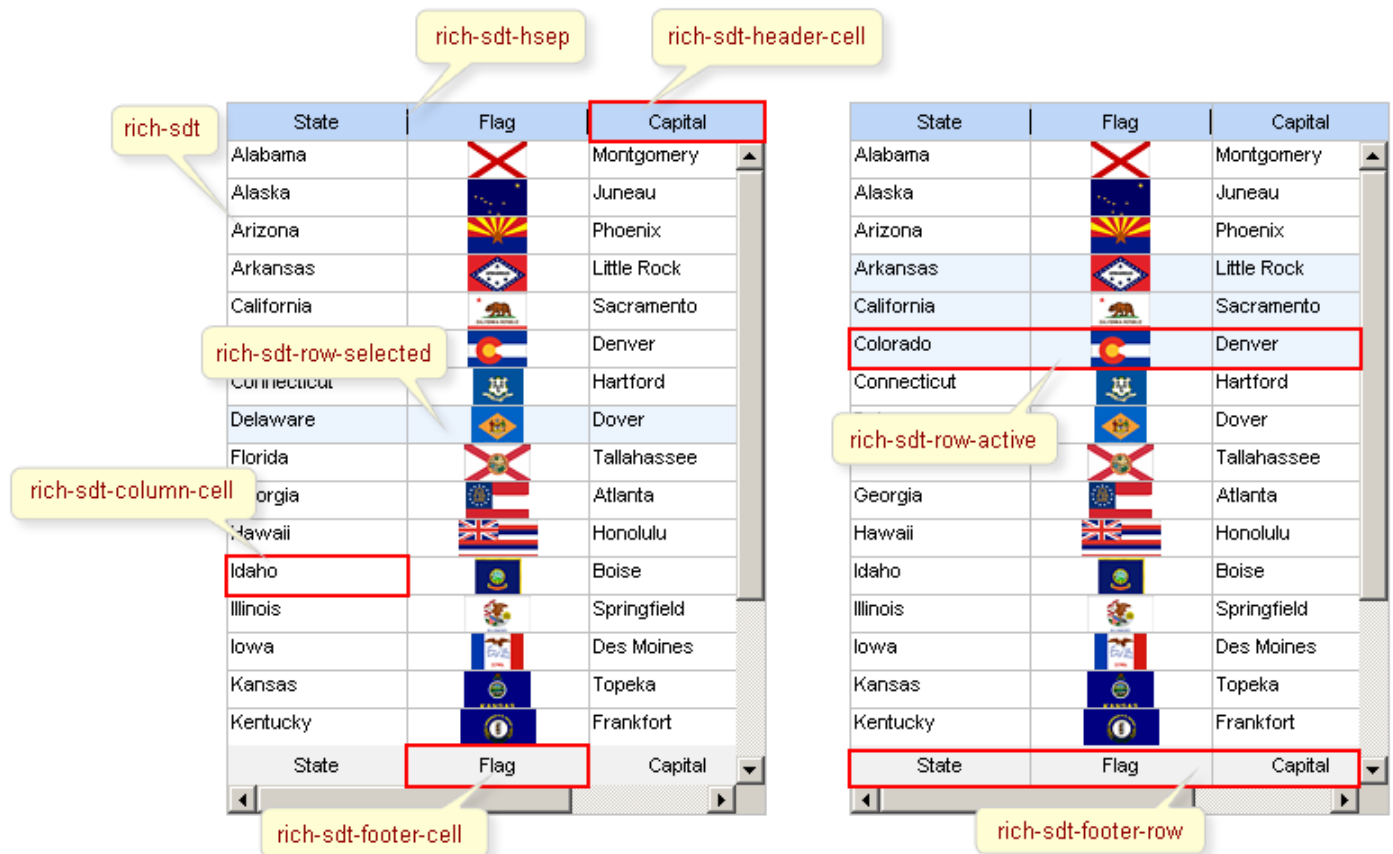 rich-sdt-hsep
rich-sdt-header-cell
rich-sdt
State Flag Capital
Alabama Montgomery
Alaska Juneau
Arizona Phoenix
Arkansas Little Rock
California Sacramento
Denver
rich-sdt-row-selected
Connecticut Hartford
Delaware Dover
Florida Tallahassee
rich-sdt-column-cell
orgia Atlanta
Hawaii Honolulu
Idaho Boise
Illinois Springfield
Iowa Des Moines
Kansas Topeka
Kentucky Frankfort
State Flag Capital
rich-sdt-footer-cell
State Flag Capital
Alabama Montgomery
Alaska Juneau
Arizona Phoenix
Arkansas Little Rock
California Sacramento
Colorado Denver
Connecticut Hartford
Dover
rich-sdt-row-active
Tallahassee
Georgia Atlanta
Hawaii Honolulu
Idaho Boise
Illinois Springfield
Iowa Des Moines
Kansas Topeka
Kentucky Frankfort
State Flag Capital
rich-sdt-footer-row